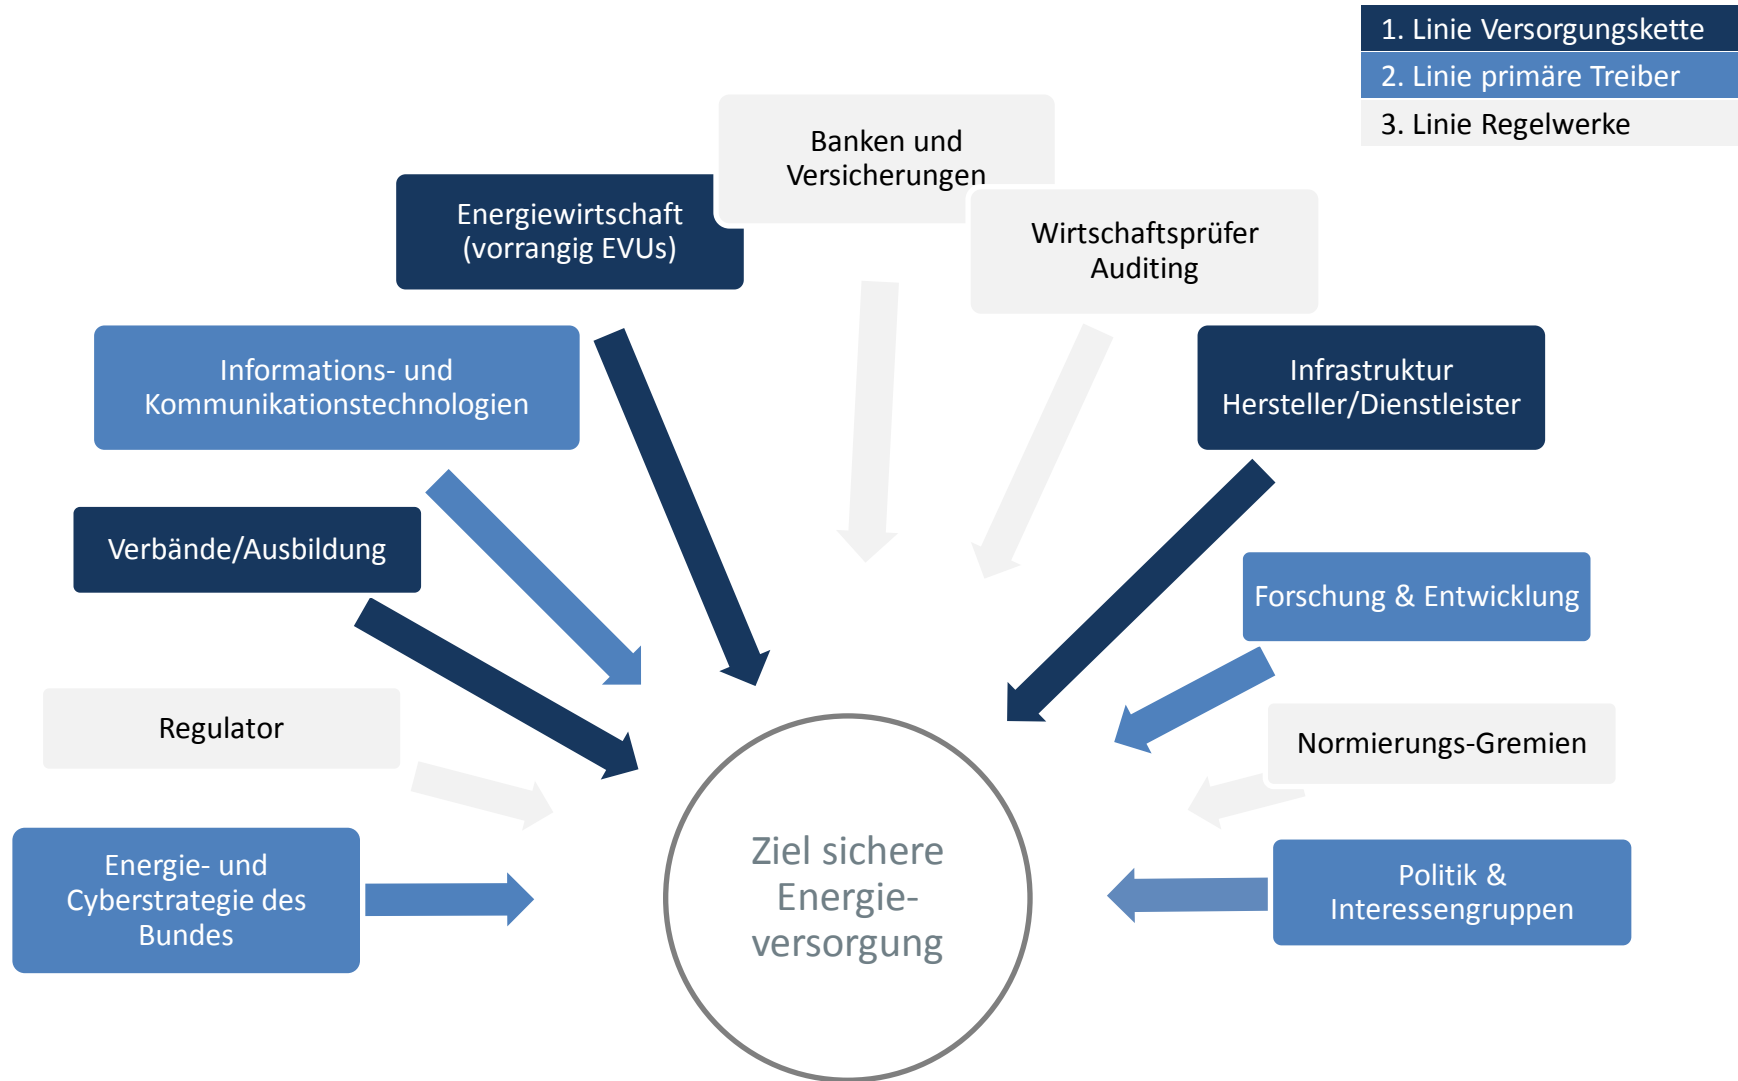 1. Linie Versorgungskette
2. Linie primäre Treiber
3. Linie Regelwerke
Banken und
Versicherungen
Energiewirtschaft
(vorrangig EVUs)
Wirtschaftsprüfer
Auditing
Informations- und
Kommunikationstechnologien
Infrastruktur
Hersteller/Dienstleister
Verbände/Ausbildung
Forschung & Entwicklung
Regulator
Normierungs-Gremien
Energie- und
Cyberstrategie des
Bundes
Ziel sichere
Energie-
versorgung
Politik &
Interessengruppen